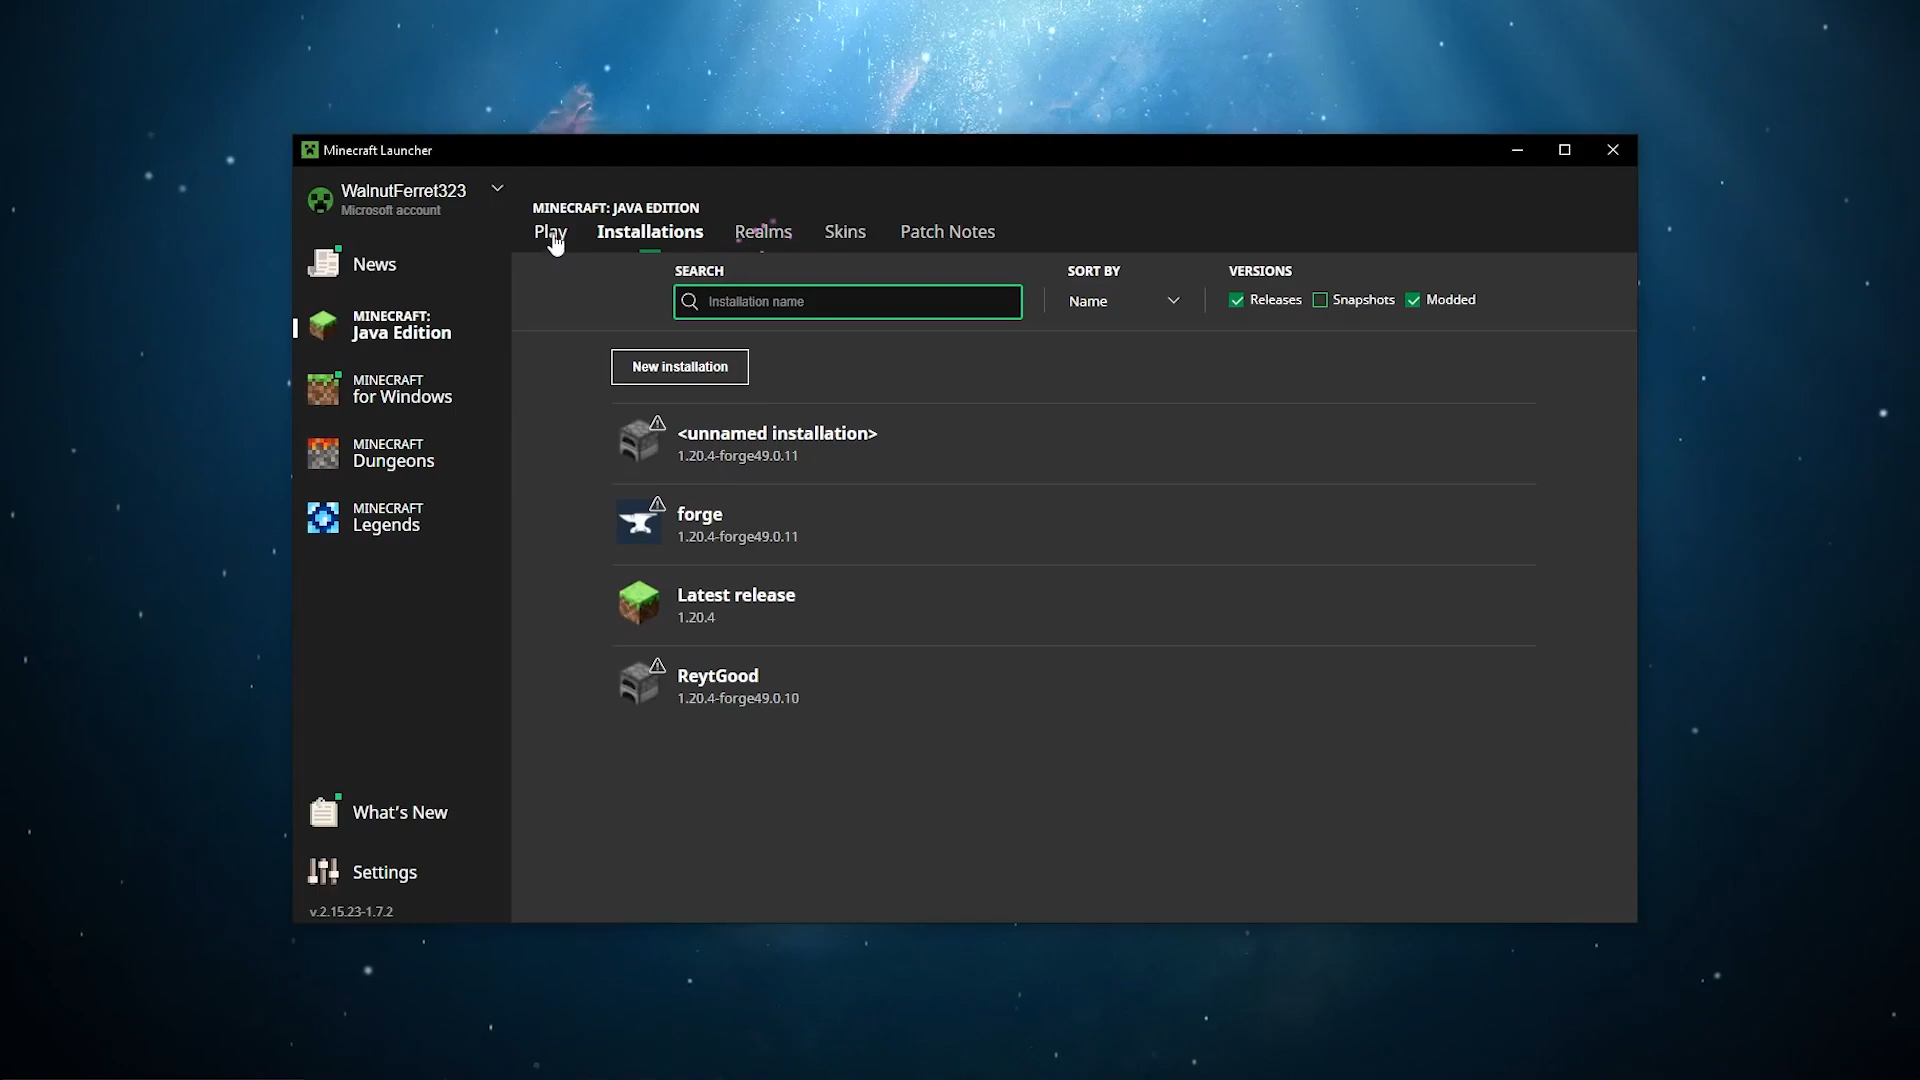 Minecraft Launcher
WalnutFerret323
Microsoft account
News
MINECRAFT:
Java Edition
MINECRAFT
for Windows
MINECRAFT
Dungeons
MINECRAFT
Legends
What's New
Settings
v.2.15.23-1.7.2
MINECRAFT: JAVA EDITION
Play Installations Realms Skins Patch Notes
SEARCH SORT BY VERSIONS
Installation name Name Releases Snapshots Modded
New installation
<unnamed installation>
1.20.4-forge49.0.11
forge
1.20.4-forge49.0.11
Latest release
1.20.4
ReytGood
1.20.4-forge49.0.10